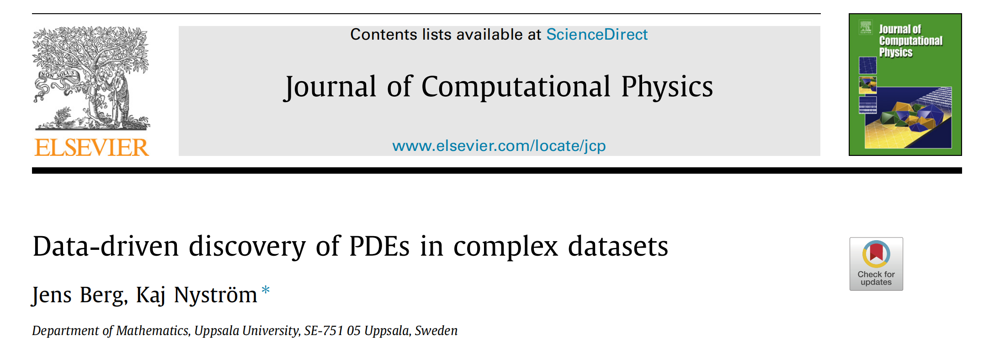 Contents lists available at ScienceDirect
Journal of Computational Physics
www.elsevier.com/locate/jcp
NON SOLUS
ELSEVIER
ELSEVIER
Journal of
Computational
Physics
Data-driven discovery of PDEs in complex datasets
Check for
updates
Jens Berg, Kaj Nyström *
Department of Mathematics, Uppsala University, SE-751 05 Uppsala, Sweden